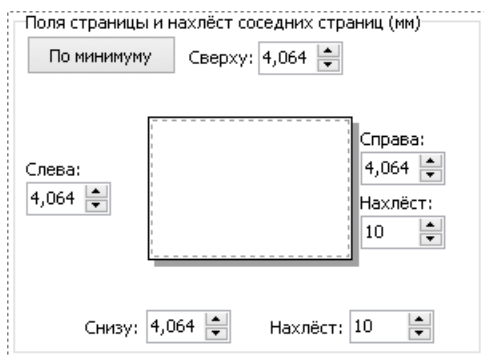 Поля страницы и нахлёст соседних страниц (мм)
По минимуму Сверху: 4,064
Справа:
Слева: 4,064
4,064 Нахлёст:
10
Снизу: 4,064 Нахлёст: 10